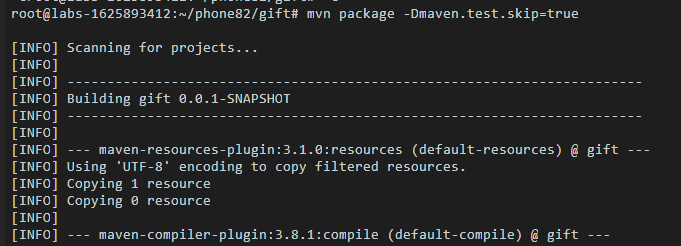 root@labs-1625893412:~/phone82/gift# mvn package -Dmaven.test.skip=true
[INFO] Scanning for projects...
[INFO]
[INFO] ------------------------------------------------------------------------
[INFO] Building gift 0.0.1-SNAPSHOT
[INFO] ------------------------------------------------------------------------
[INFO]
[INFO] --- maven-resources-plugin:3.1.0:resources (default-resources) @ gift ---
[INFO] Using 'UTF-8' encoding to copy filtered resources.
[INFO] Copying 1 resource
[INFO] Copying 0 resource
[INFO]
[INFO] --- maven-compiler-plugin:3.8.1:compile (default-compile) @ gift ---